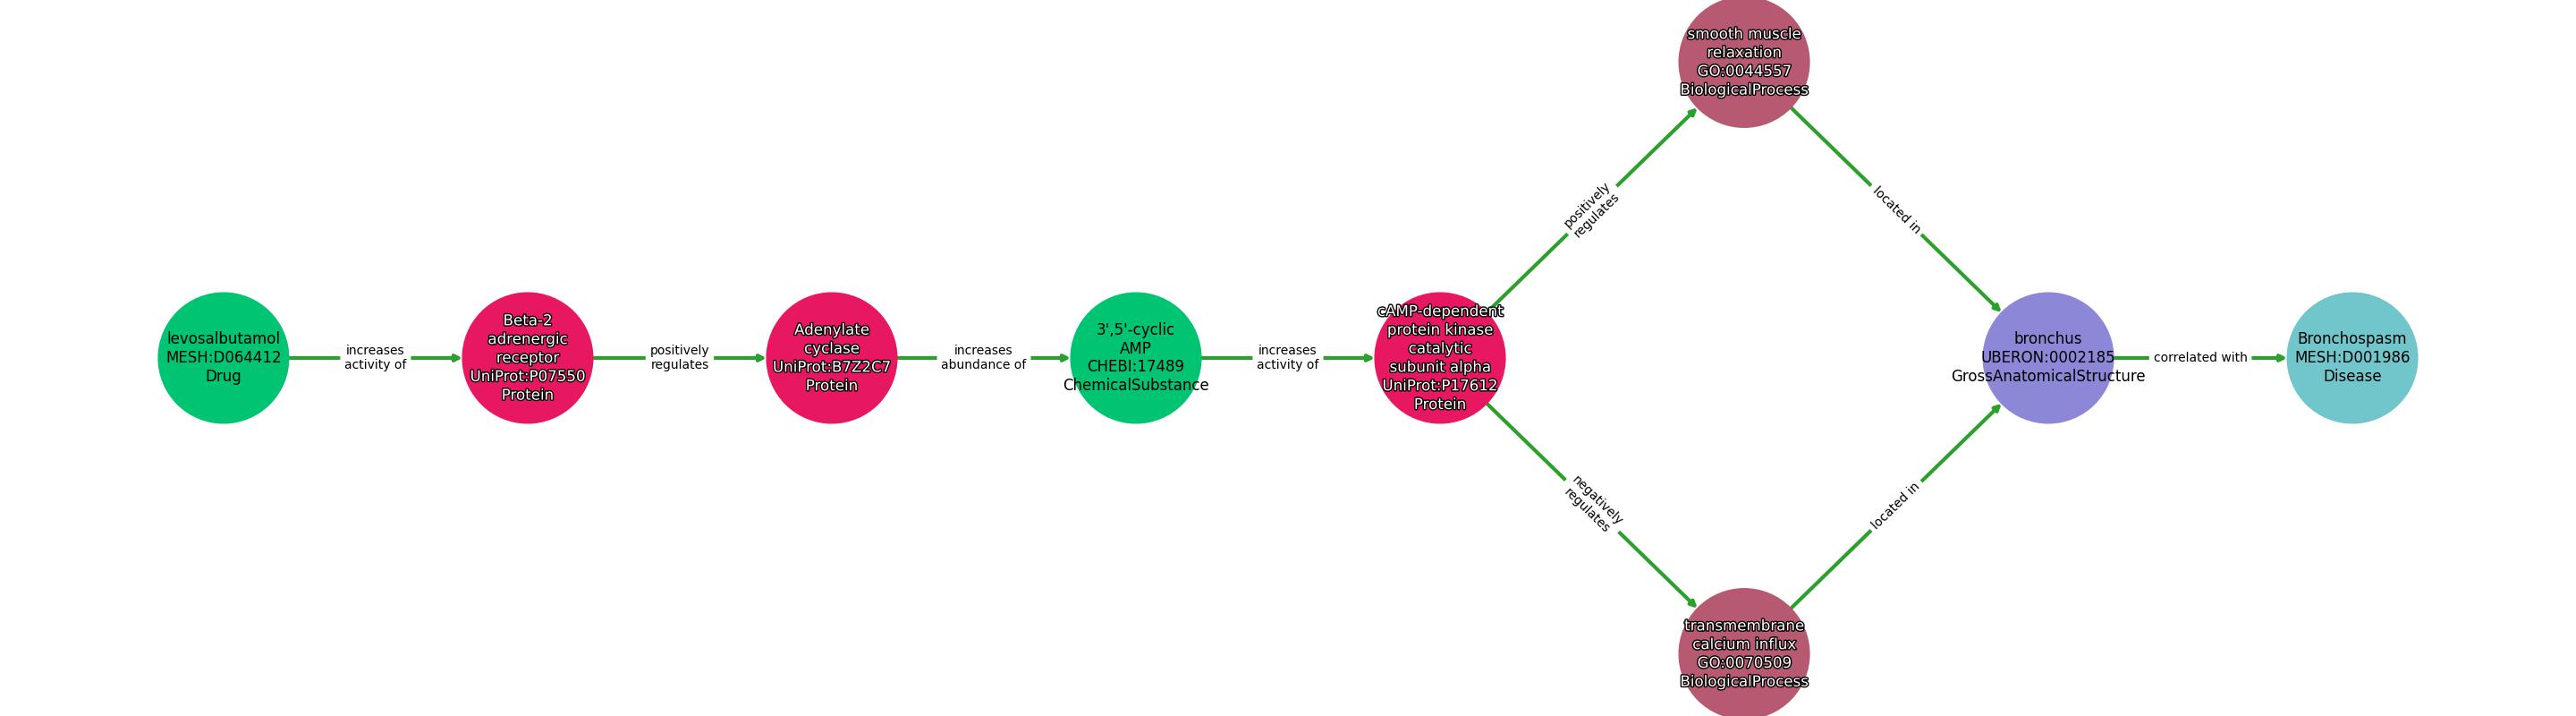 smooth muscle
relaxation
GO:0044557
BiologicalProcess
positively
regulates
located in
levosalbutamol
MESH:D064412
Drug
increases
activity of
Beta-2
adrenergic
receptor
UniProt:P07550
Protein
positively
regulates
Adenylate
cyclase
UniProt:B7Z2C7
Protein
increases
abundance of
3',5'-cyclic
AMP
CHEBI:17489
ChemicalSubstance
increases
activity of
cAMP-dependent
protein kinase
catalytic
subunit alpha
UniProt:P17612
Protein
bronchus
UBERON:0002185
GrossAnatomicalStructure
correlated with
Bronchospasm
MESH:D001986
Disease
negatively
regulates
located in
transmembrane
calcium influx
GO:0070509
BiologicalProcess